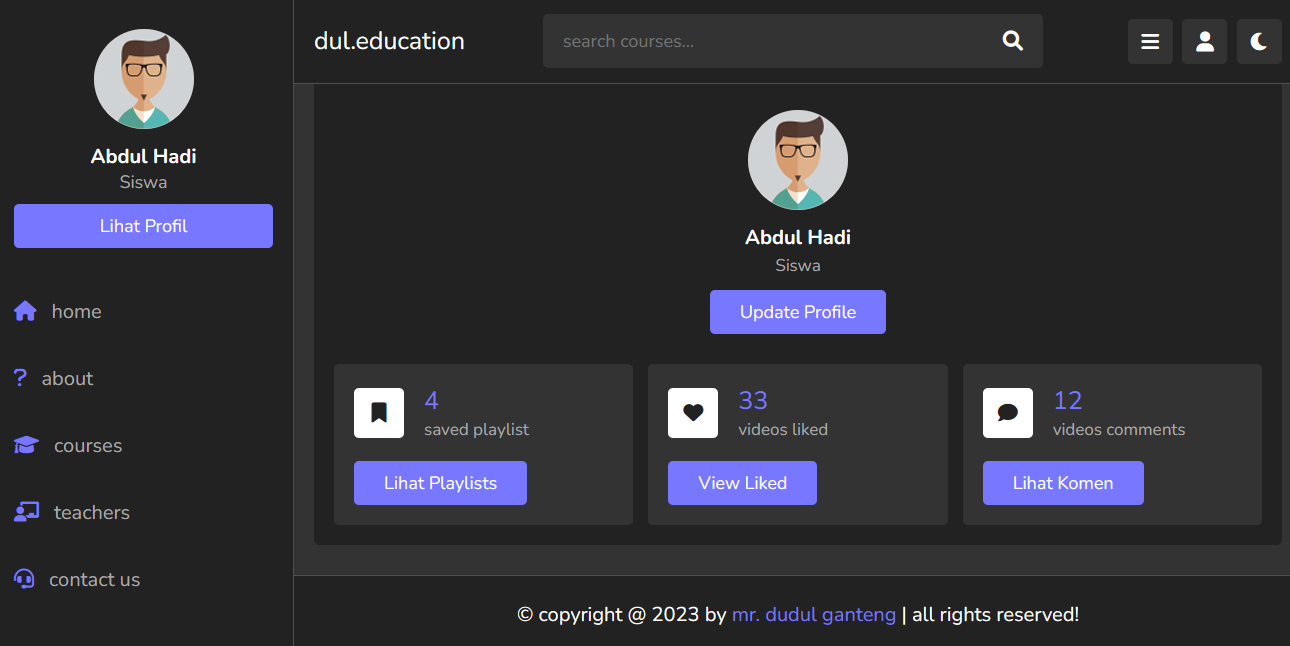 Abdul Hadi
Siswa
Lihat Profil
home
about
courses
teachers
contact us
dul.education
search courses...
Abdul Hadi
Siswa
Update Profile
4
saved playlist
Lihat Playlists
33
videos liked
View Liked
12
videos comments
Lihat Komen
© copyright @ 2023 by mr. dudul ganteng | all rights reserved!